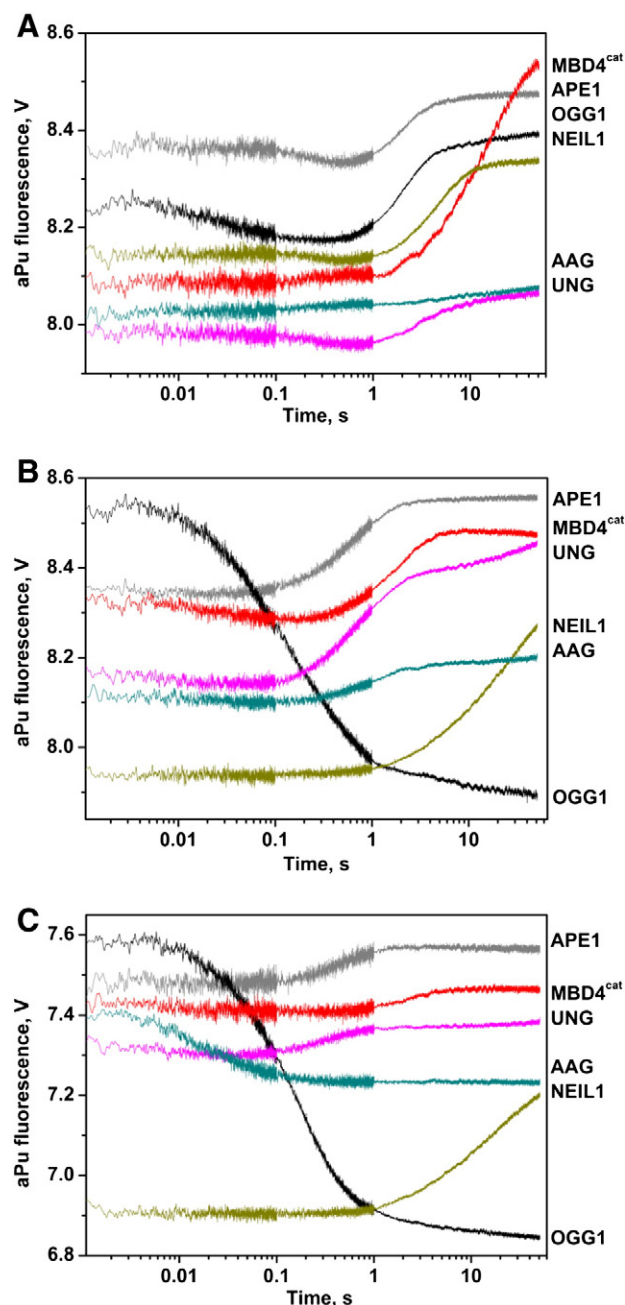 A
aPu fluorescence, V
8.6
8.4
8.2
8.0
0.01 0.1 1 10
Time, s
MBD4cat
APE1
OGG1
NEIL1
AAG
UNG
B
aPu fluorescence, V
8.6
8.4
8.2
8.0
0.01 0.1 1 10
Time, s
APE1
MBD4cat
UNG
NEIL1
AAG
OGG1
C
aPu fluorescence, V
7.6
7.4
7.2
6.9
6.8
0.01 0.1 1 10
Time, s
APE1
MBD4cat
UNG
AAG
NEIL1
OGG1